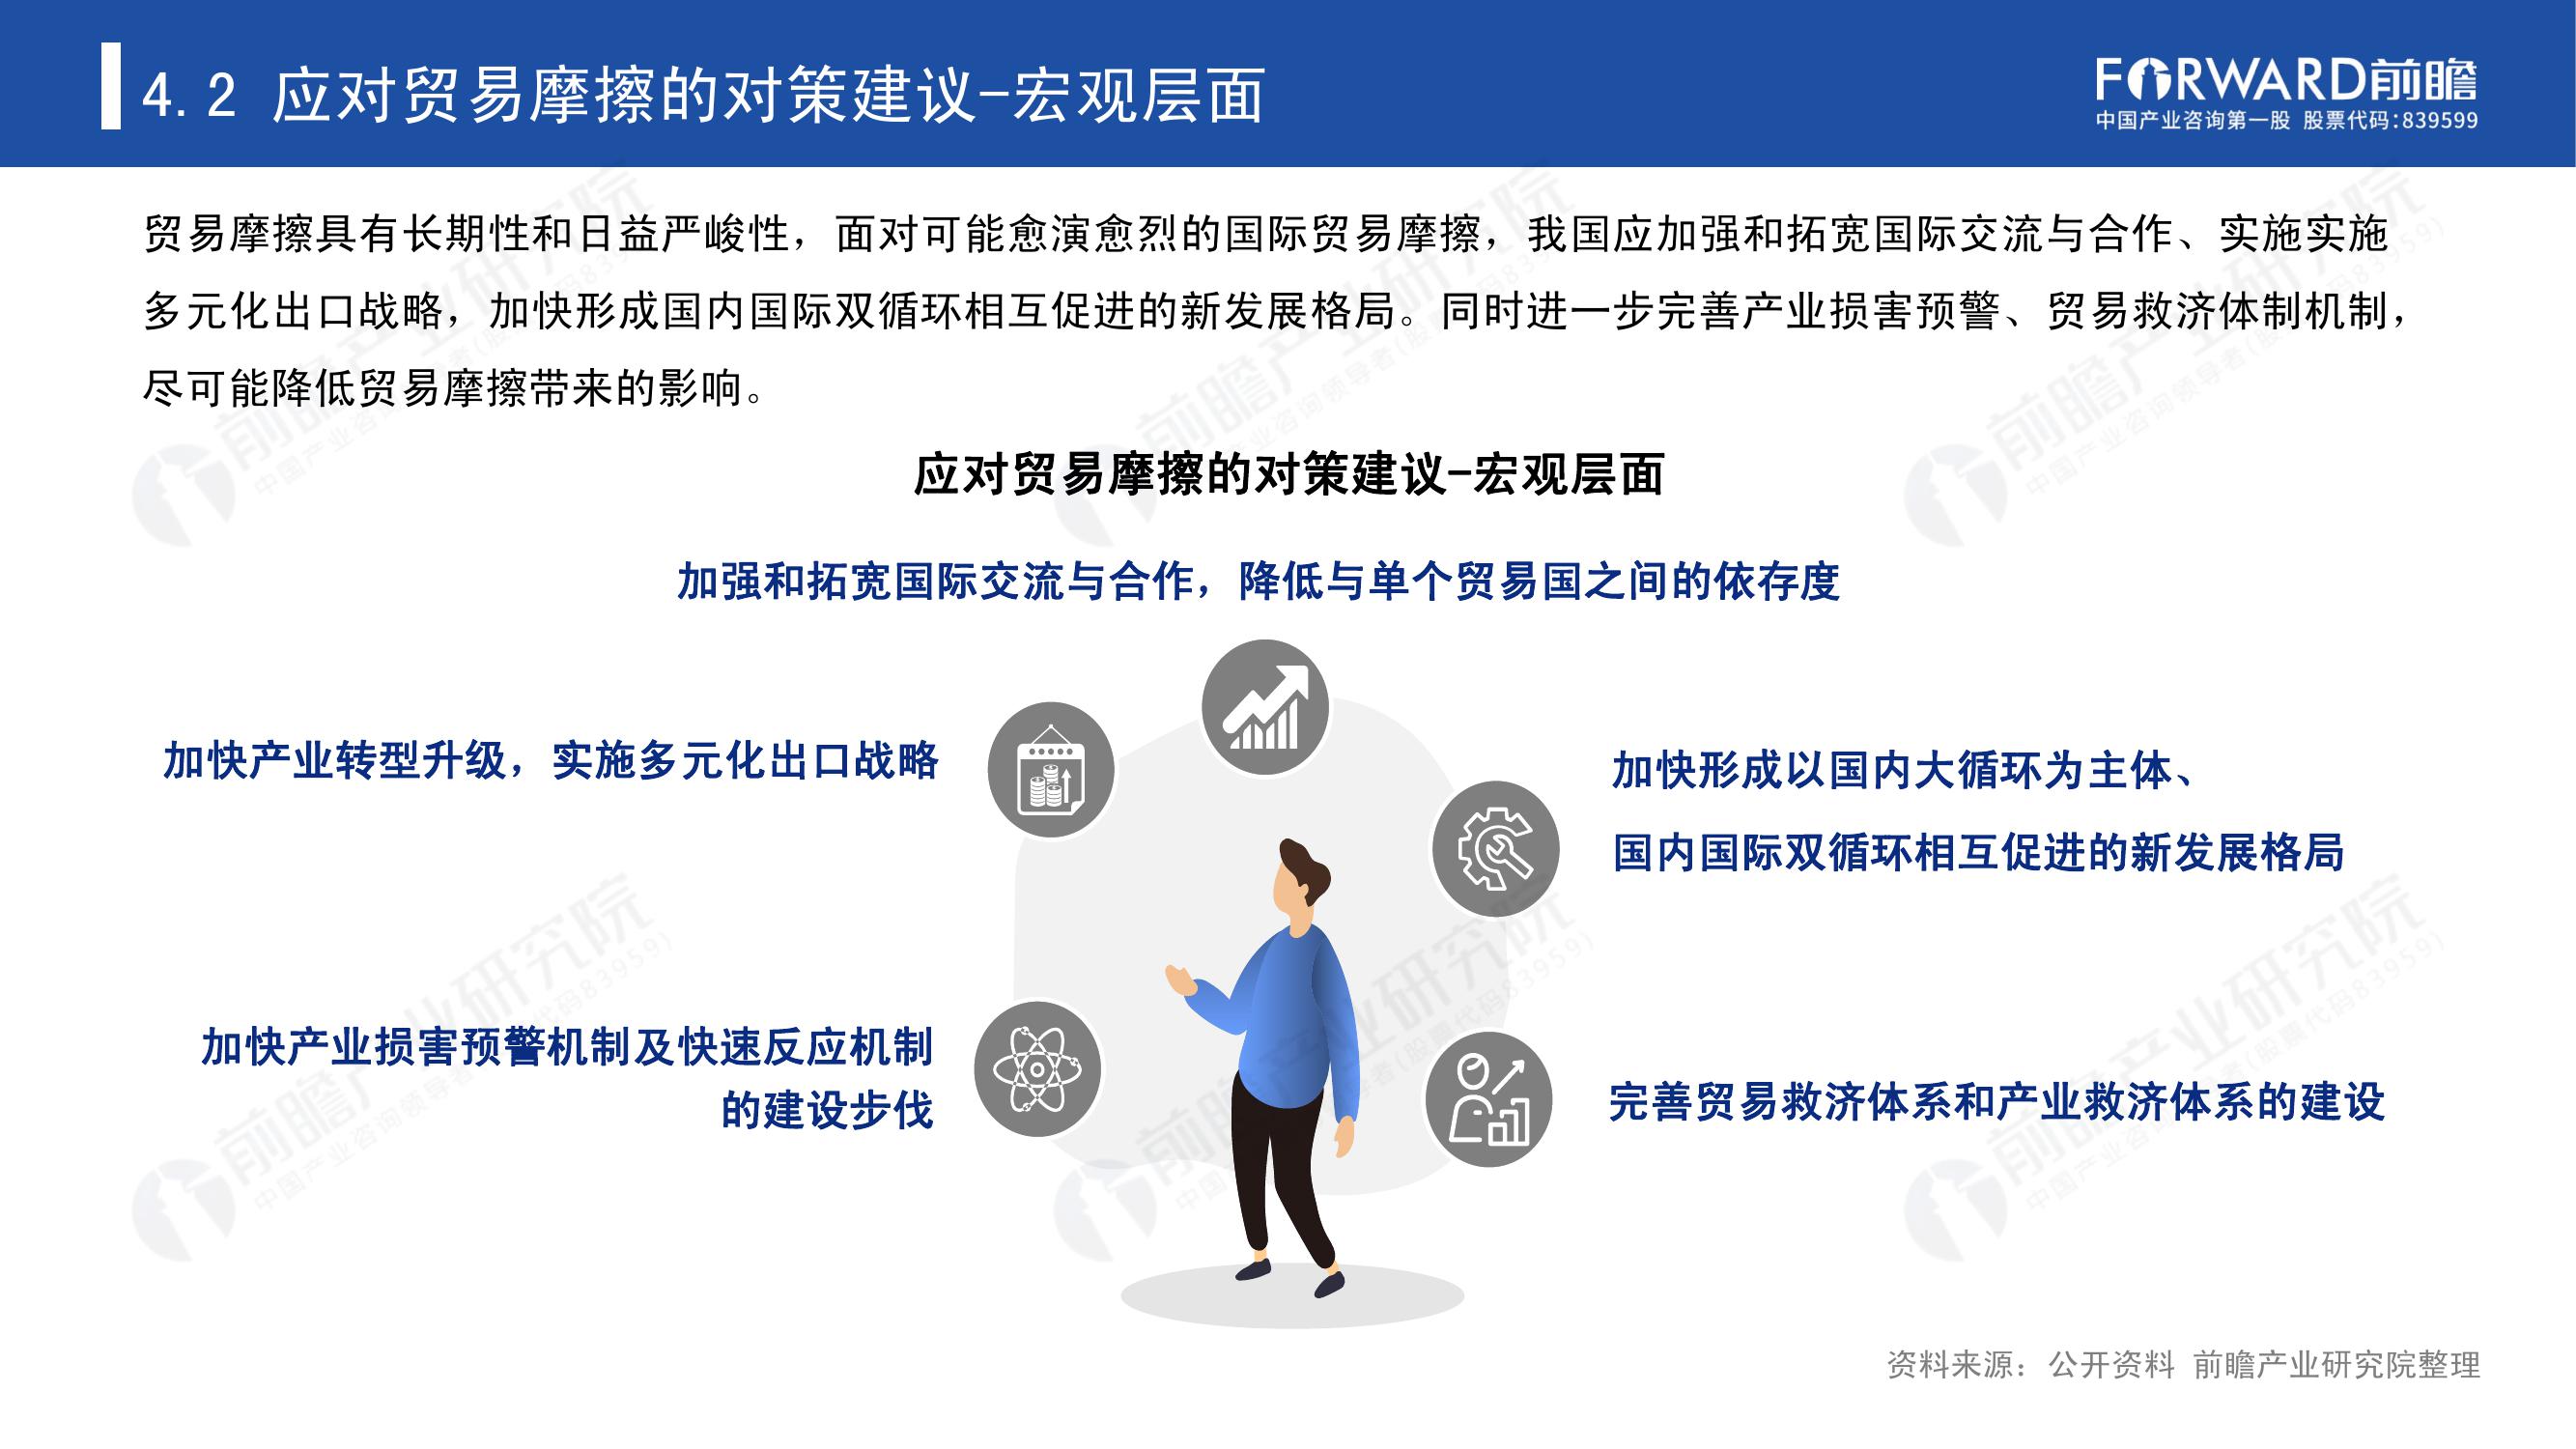 4.2 应对贸易摩擦的对策建议-宏观层面
FORWARD前瞻
中国产业咨询第一股 股票代码:839599
贸易摩擦具有长期性和日益严峻性，面对可能愈演愈烈的国际贸易摩擦，我国应加强和拓宽国际交流与合作、实施实施
多元化出口战略，加快形成国内国际双循环相互促进的新发展格局。同时进一步完善产业损害预警、贸易救济体制机制，
尽可能降低贸易摩擦带来的影响。
应对贸易摩擦的对策建议-宏观层面
加强和拓宽国际交流与合作，降低与单个贸易国之间的依存度
加快产业转型升级，实施多元化出口战略
加快形成以国内大循环为主体、
国内国际双循环相互促进的新发展格局
加快产业损害预警机制及快速反应机制
的建设步伐
完善贸易救济体系和产业救济体系的建设
资料来源：公开资料 前瞻产业研究院整理